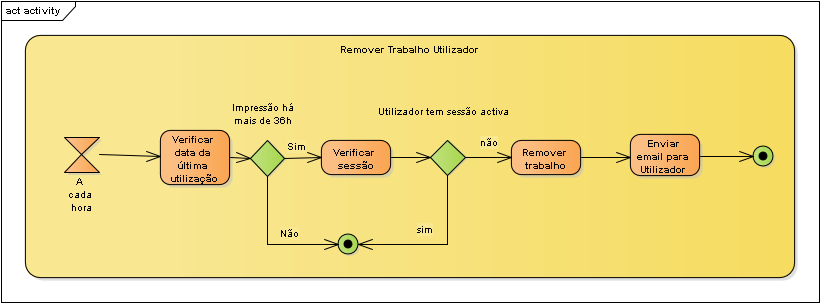 act activity
Remover Trabalho Utilizador
Impressão há
mais de 36h
Utilizador tem sessão activa
A
cada
hora
Verificar
data da
última
utilização
Sim
Verificar
sessão
não
Remover
trabalho
Enviar
email para
Utilizador
Não
sim